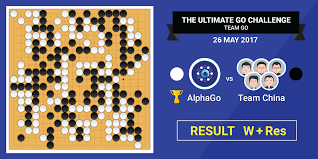 THE ULTIMATE GO CHALLENGE
TEAM GO
26 MAY 2017
AlphaGo
vs
Team China
RESULT W + Res